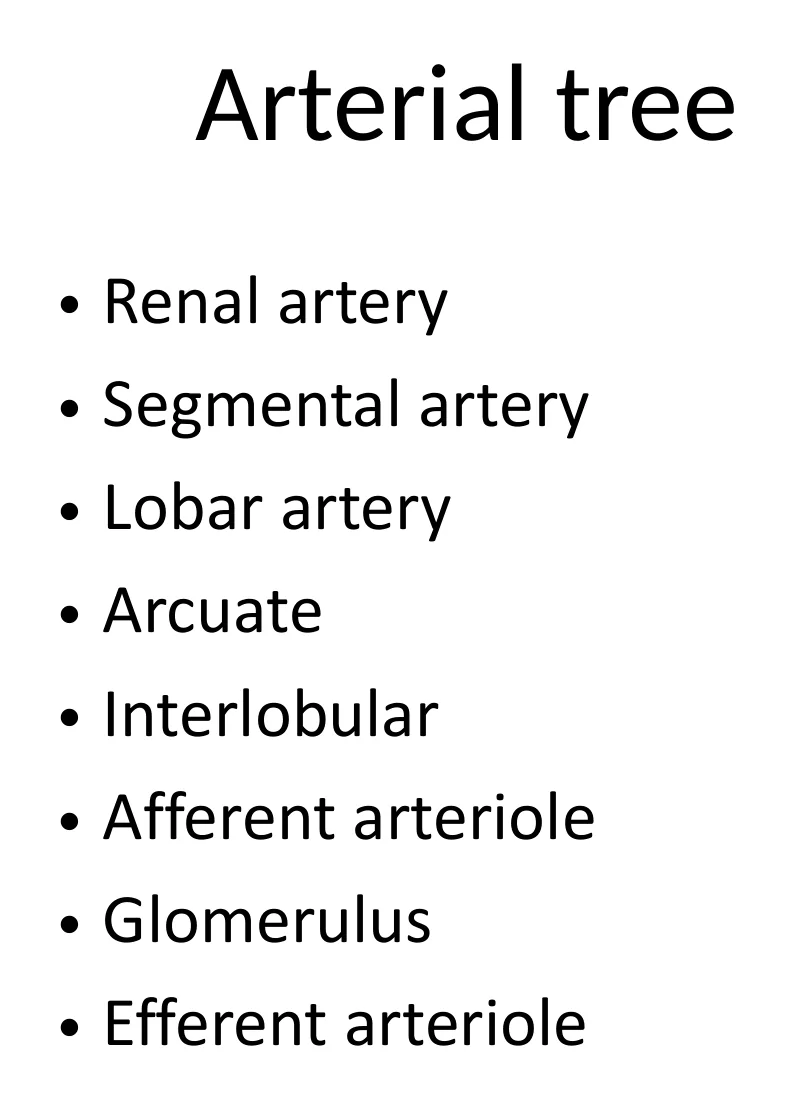 Arterial tree
• Renal artery
• Segmental artery
• Lobar artery
• Arcuate
• Interlobular
• Afferent arteriole
• Glomerulus
• Efferent arteriole